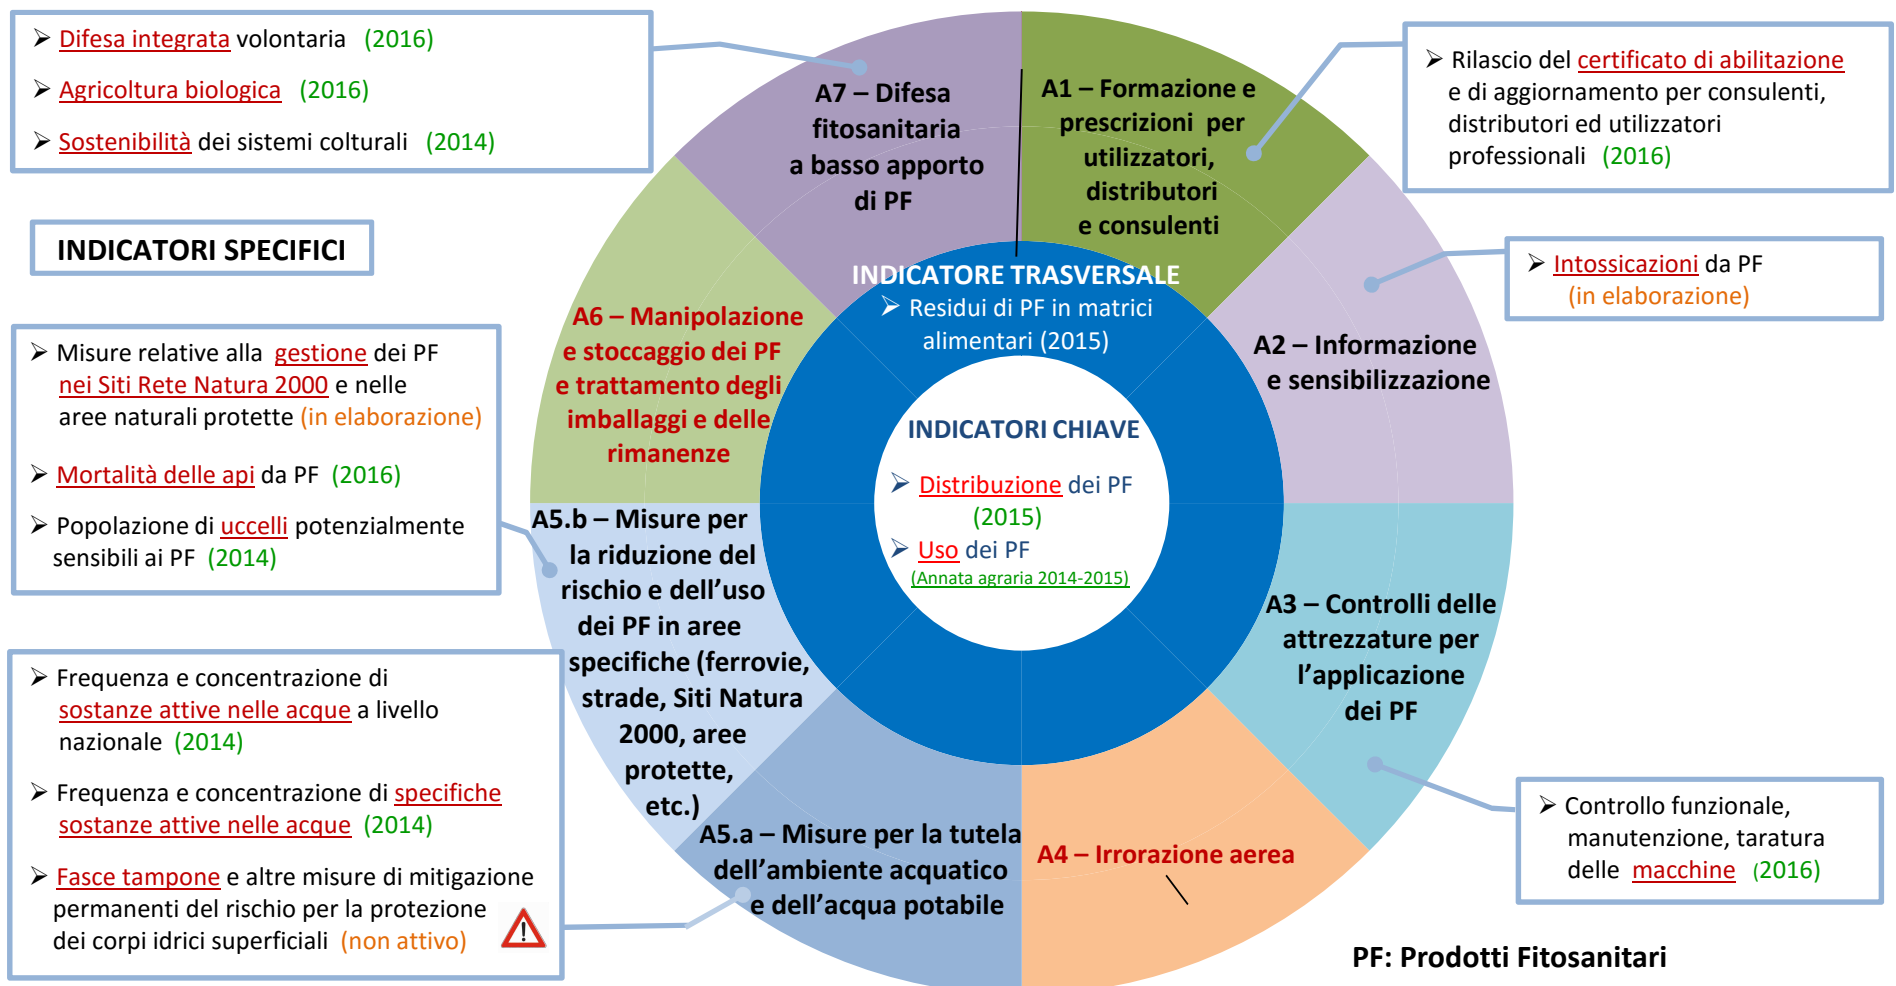 ➢ Difesa integrata volontaria (2016)
➢ Agricoltura biologica (2016)
➢ Sostenibilità dei sistemi colturali (2014)
INDICATORI SPECIFICI
➢ Misure relative alla gestione dei PF
nei Siti Rete Natura 2000 e nelle
aree naturali protette (in elaborazione)
➢ Mortalità delle api da PF (2016)
➢ Popolazione di uccelli potenzialmente
sensibili ai PF (2014)
➢ Frequenza e concentrazione di
sostanze attive nelle acque a livello
nazionale (2014)
➢ Frequenza e concentrazione di specifiche
sostanze attive nelle acque (2014)
➢ Fasce tampone e altre misure di mitigazione
permanenti del rischio per la protezione
dei corpi idrici superficiali (non attivo)
!
A7 – Difesa
fitosanitaria
a basso apporto
di PF
A1 – Formazione e
prescrizioni per
utilizzatori,
distributori
e consulenti
A6 – Manipolazione
e stoccaggio dei PF
e trattamento degli
imballaggi e delle
rimanenze
INDICATORE TRASVERSALE
➢ Residui di PF in matrici
alimentari (2015)
INDICATORI CHIAVE
➢ Distribuzione dei PF
(2015)
➢ Uso dei PF
(Annata agraria 2014-2015)
A2 – Informazione
e sensibilizzazione
A5.b – Misure per
la riduzione del
rischio e dell’uso
dei PF in aree
specifiche (ferrovie,
strade, Siti Natura
2000, aree
protette,
etc.)
A3 – Controlli delle
attrezzature per
l’applicazione
dei PF
A5.a – Misure per la tutela
dell’ambiente acquatico
e dell’acqua potabile
A4 – Irrorazione aerea
➢ Rilascio del certificato di abilitazione
e di aggiornamento per consulenti,
distributori ed utilizzatori
professionali (2016)
➢ Intossicazioni da PF
(in elaborazione)
➢ Controllo funzionale,
manutenzione, taratura
delle macchine (2016)
PF: Prodotti Fitosanitari